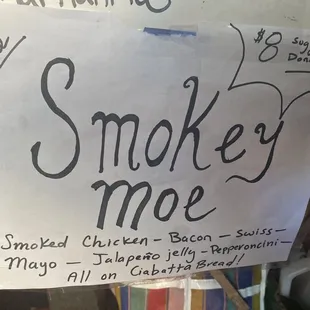 $8
Smokey
moe
Smoked Chicken - Bacon - Swiss -
Mayo - Jalapeño jelly - Pepperoncini -
All on Ciabatta Bread!